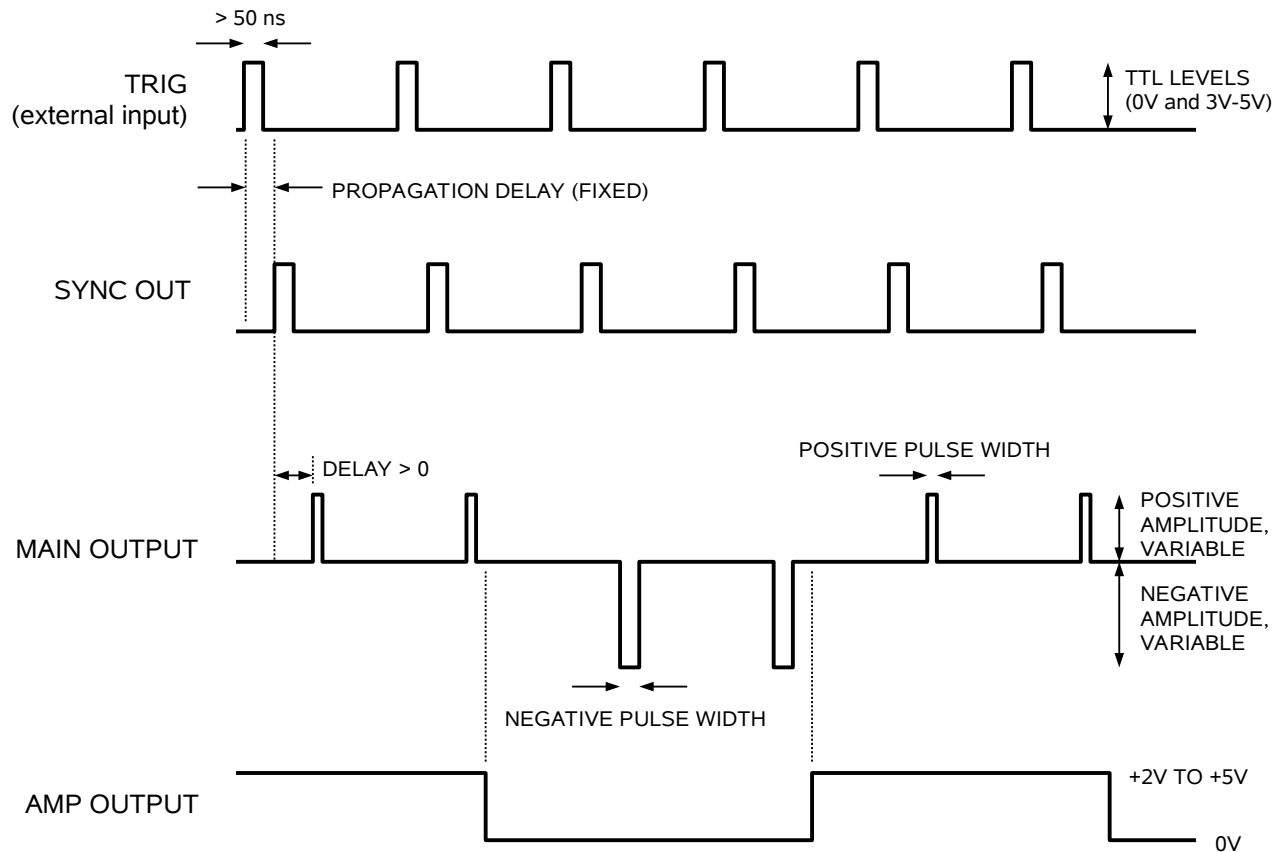 > 50 ns
TRIG
(external input)
TTL LEVELS
(0V and 3V-5V)
PROPAGATION DELAY (FIXED)
SYNC OUT
DELAY > 0
POSITIVE PULSE WIDTH
MAIN OUTPUT
POSITIVE
AMPLITUDE,
VARIABLE
NEGATIVE
AMPLITUDE,
VARIABLE
NEGATIVE PULSE WIDTH
AMP OUTPUT
+2V TO +5V
0V